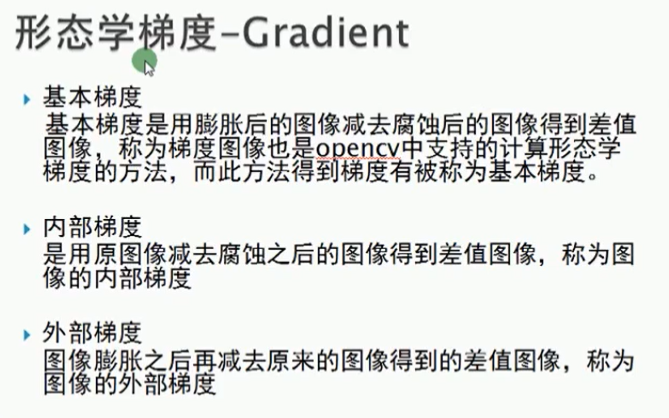 形态学梯度-Gradient
基本梯度
基本梯度是用膨胀后的图像减去腐蚀后的图像得到差值
图像，称为梯度图像也是opencv中支持的计算形态学
梯度的方法，而此方法得到梯度有被称为基本梯度。
内部梯度
是用原图像减去腐蚀之后的图像得到差值图像，称为图
像的内部梯度
外部梯度
图像膨胀之后再减去原来的图像得到的差值图像，称为
图像的外部梯度